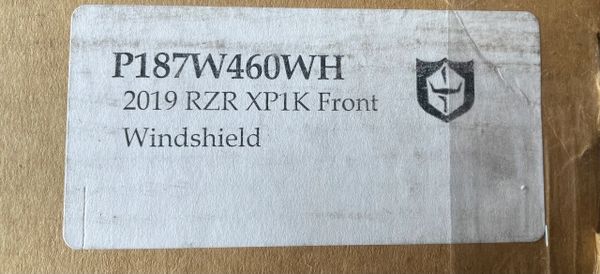 P187W460WH
2019 RZR XP1K Front
Windshield